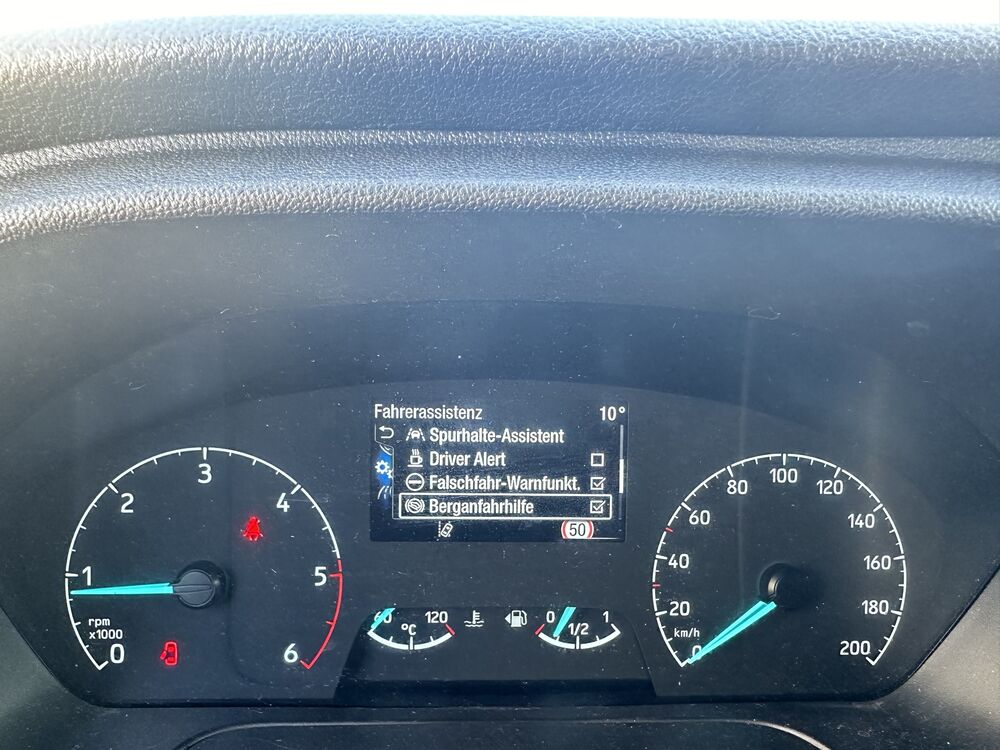 Fahrerassistenz 10°
Spurhalte-Assistent
Driver Alert
Falschfahr-Warnfunkt.
Berganfahrhilfe
50
0 1 2 3 4 5 6
rpm
x1000
120
°C
0 1/2 1
0 20 40 60 80 100 120 140 160 180 200
km/h